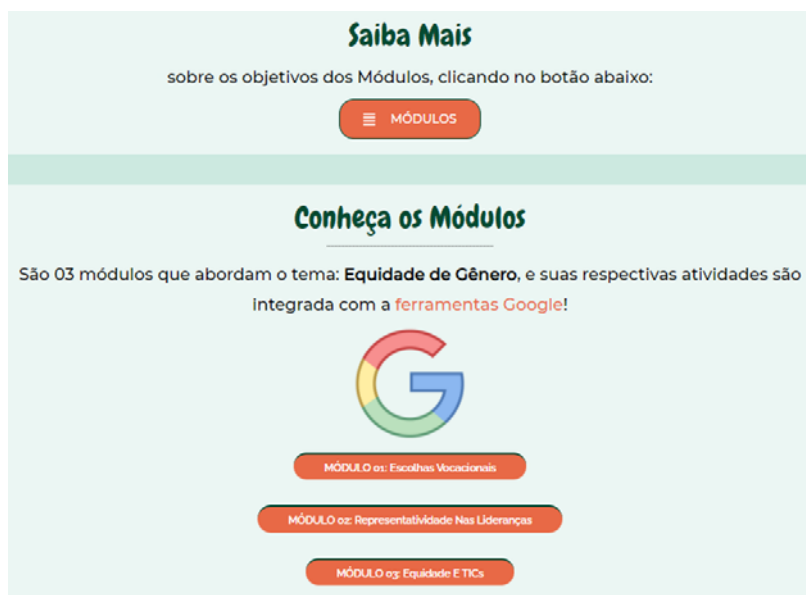 Saiba Mais
sobre os objetivos dos Módulos, clicando no botão abaixo:
MÓDULOS
Conheça os Módulos
São 03 módulos que abordam o tema: Equidade de Gênero, e suas respectivas atividades são
integrada com a ferramentas Google!
MÓDULO 01: Escolhas Vocacionais
MÓDULO 02: Representatividade Nas Lideranças
MÓDULO 03: Equidade E TICs